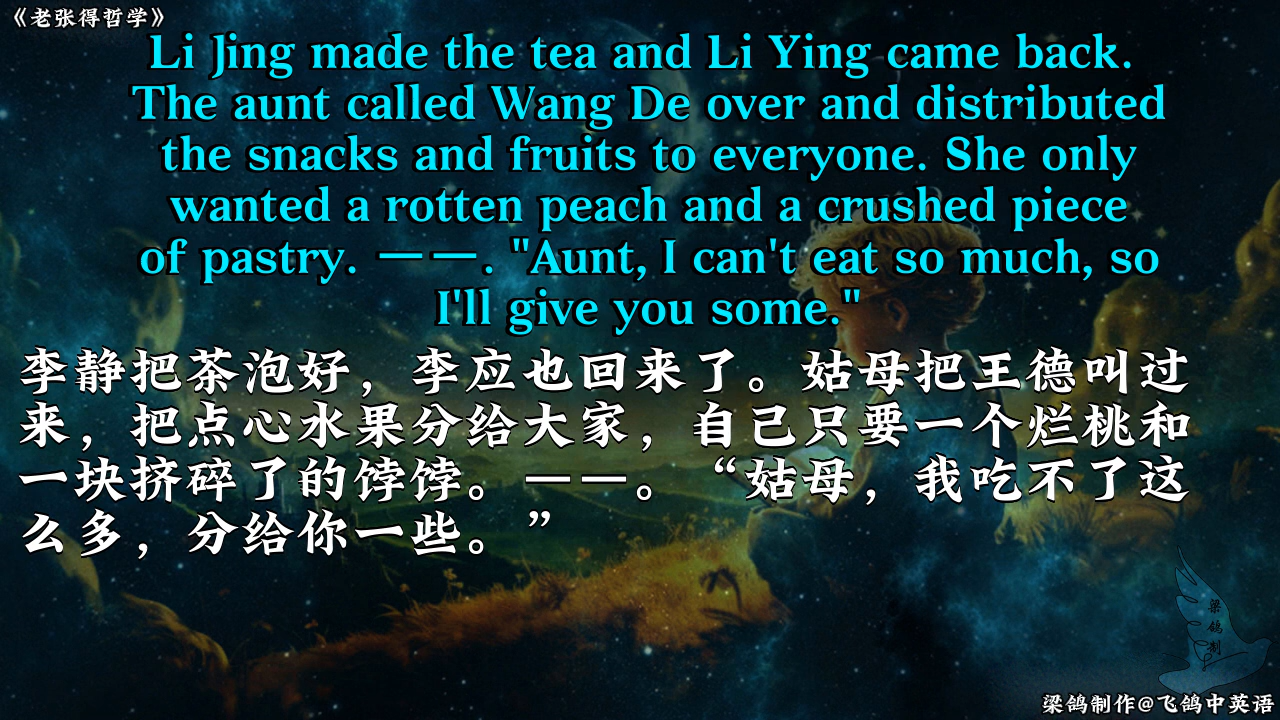 《老张得哲学》
Li Jing made the tea and Li Ying came back.
The aunt called Wang De over and distributed
the snacks and fruits to everyone. She only
wanted a rotten peach and a crushed piece
of pastry. 一一. "Aunt, I can't eat so much, so
I'll give you some."
李静把茶泡好，李应也回来了。姑母把王德叫过
来，把点心水果分给大家，自己只要一个烂桃和
一块挤碎了的饽饽。一一。“姑母，我吃不了这
么多，分给你一些。”
梁鸽制
梁鸽制作@飞鸽中英语